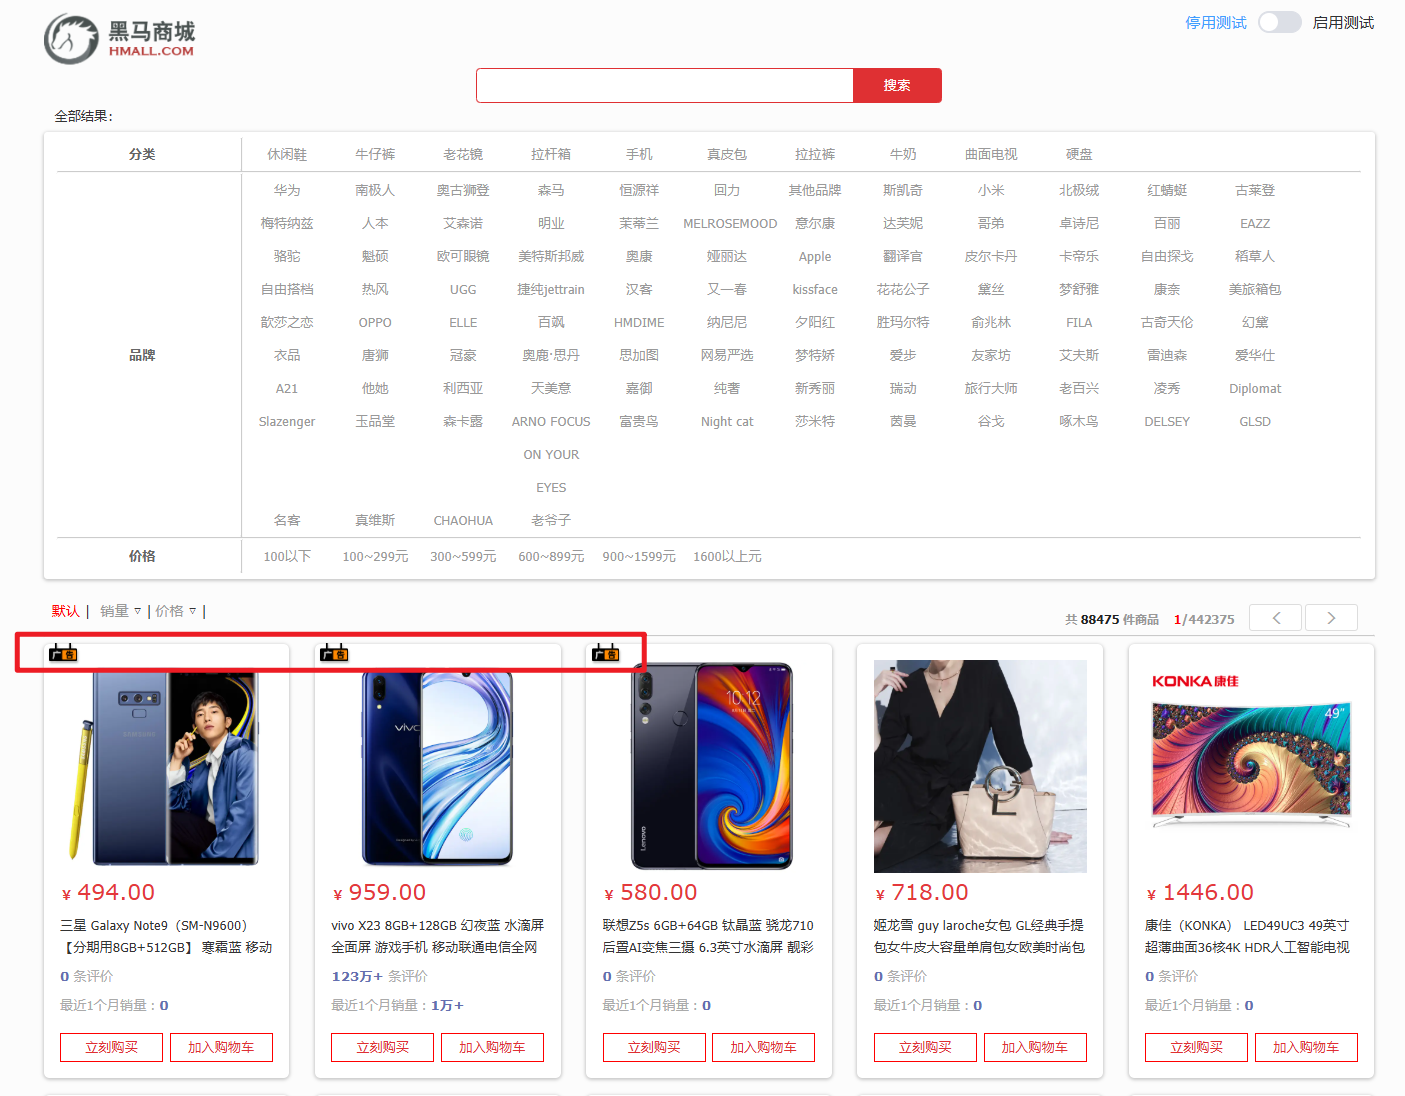 黑马商城
HMALL.COM
停用测试 启用测试
搜索
全部结果：
分类 休闲鞋 牛仔裤 老花镜 拉杆箱 手机 真皮包 拉拉裤 牛奶 曲面电视 硬盘
品牌
华为 南极人 奥古狮登 森马 恒源祥 回力 其他品牌 斯凯奇 小米 北极绒 红蜻蜓 古莱登
梅特纳兹 人本 艾森诺 明业 茉蒂兰 MELROSEMOOD 意尔康 达芙妮 哥弟 卓诗尼 百丽 EAZZ
骆驼 魁硕 欧可眼镜 美特斯邦威 奥康 娅丽达 Apple 翻译官 皮尔卡丹 卡帝乐 自由探戈 稻草人
自由搭档 热风 UGG 捷纯jettrain 汉客 又一春 kissface 花花公子 黛丝 梦舒雅 康奈 美旅箱包
歆莎之恋 OPPO ELLE 百飒 HMDIME 纳尼尼 夕阳红 胜玛尔特 俞兆林 FILA 古奇天伦 幻黛
衣品 唐狮 冠豪 奥鹿·思丹 思加图 网易严选 梦特娇 爱步 友家坊 艾夫斯 雷迪森 爱华仕
A21 他她 利西亚 天美意 嘉御 纯奢 新秀丽 瑞动 旅行大师 老百兴 凌秀 Diplomat
Slazenger 玉品堂 森卡露 ARNO FOCUS 富贵鸟 Night cat 莎米特 茵曼 谷戈 啄木鸟 DELSEY GLSD
ON YOUR
EYES
名客 真维斯 CHAOHUA 老爷子
价格 100以下 100~299元 300~599元 600~899元 900~1599元 1600以上元
默认 | 销量 ▿ | 价格 ▿ |
共 88475 件商品 1/442375 < >
广告 广告 广告
SAMSUNG
vivo
10:12
Lenovo
KONKA 康佳
49"
¥ 494.00
三星 Galaxy Note9（SM-N9600）
【分期用8GB+512GB】 寒霜蓝 移动
0 条评价
最近1个月销量：0
立刻购买 加入购物车
¥ 959.00
vivo X23 8GB+128GB 幻夜蓝 水滴屏
全面屏 游戏手机 移动联通电信全网
123万+ 条评价
最近1个月销量：1万+
立刻购买 加入购物车
¥ 580.00
联想Z5s 6GB+64GB 钛晶蓝 骁龙710
后置AI变焦三摄 6.3英寸水滴屏 靓彩
0 条评价
最近1个月销量：0
立刻购买 加入购物车
¥ 718.00
姬龙雪 guy laroche女包 GL经典手提
包女牛皮大容量单肩包女欧美时尚包
0 条评价
最近1个月销量：0
立刻购买 加入购物车
¥ 1446.00
康佳（KONKA） LED49UC3 49英寸
超薄曲面36核4K HDR人工智能电视
0 条评价
最近1个月销量：0
立刻购买 加入购物车